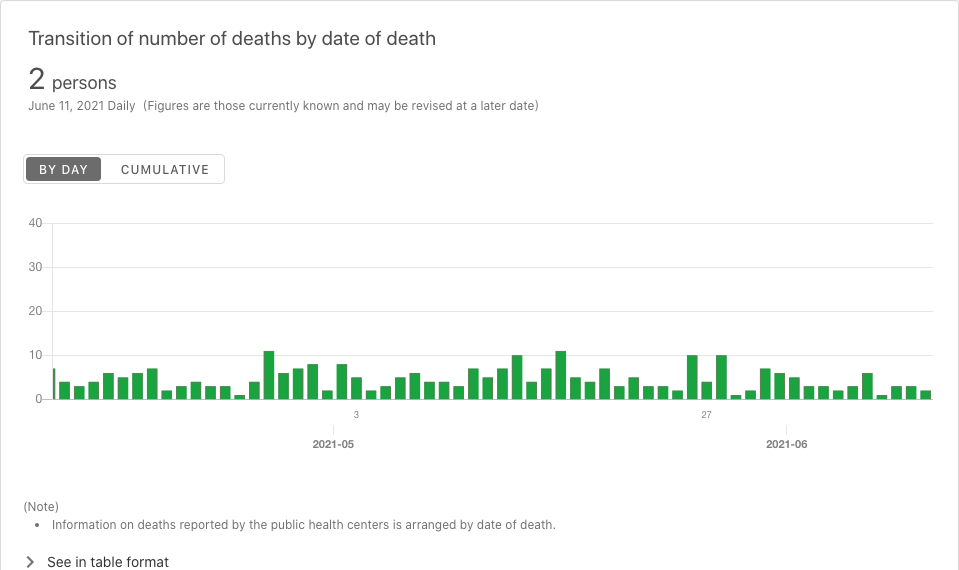 Transition of number of deaths by date of death
2 persons
June 11, 2021 Daily (Figures are those currently known and may be revised at a later date)
BY DAY CUMULATIVE
40
30
20
10
0
3 27
2021-05 2021-06
(Note)
• Information on deaths reported by the public health centers is arranged by date of death.
See in table format